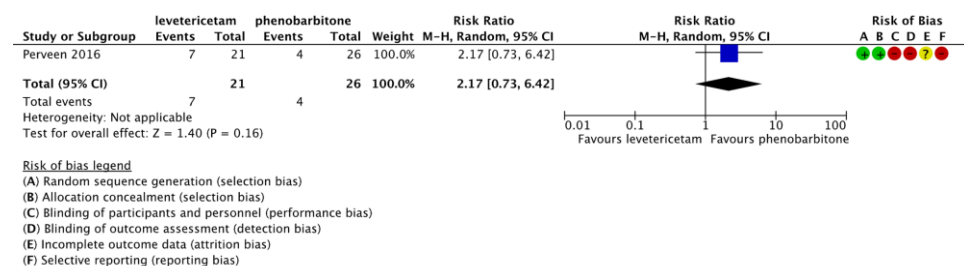 levetericetam phenobarbitone Risk Ratio Risk Ratio Risk of Bias
Study or Subgroup Events Total Events Total Weight M-H, Random, 95% CI M-H, Random, 95% CI A B C D E F
Perveen 2016 7 21 4 26 100.0% 2.17 [0.73, 6.42] + + - - ? -
Total (95% CI) 21 26 100.0% 2.17 [0.73, 6.42]
Total events 7 4
Heterogeneity: Not applicable
Test for overall effect: Z = 1.40 (P = 0.16)
0.01 0.1 1 10 100
Favours levetericetam Favours phenobarbitone
Risk of bias legend
(A) Random sequence generation (selection bias)
(B) Allocation concealment (selection bias)
(C) Blinding of participants and personnel (performance bias)
(D) Blinding of outcome assessment (detection bias)
(E) Incomplete outcome data (attrition bias)
(F) Selective reporting (reporting bias)